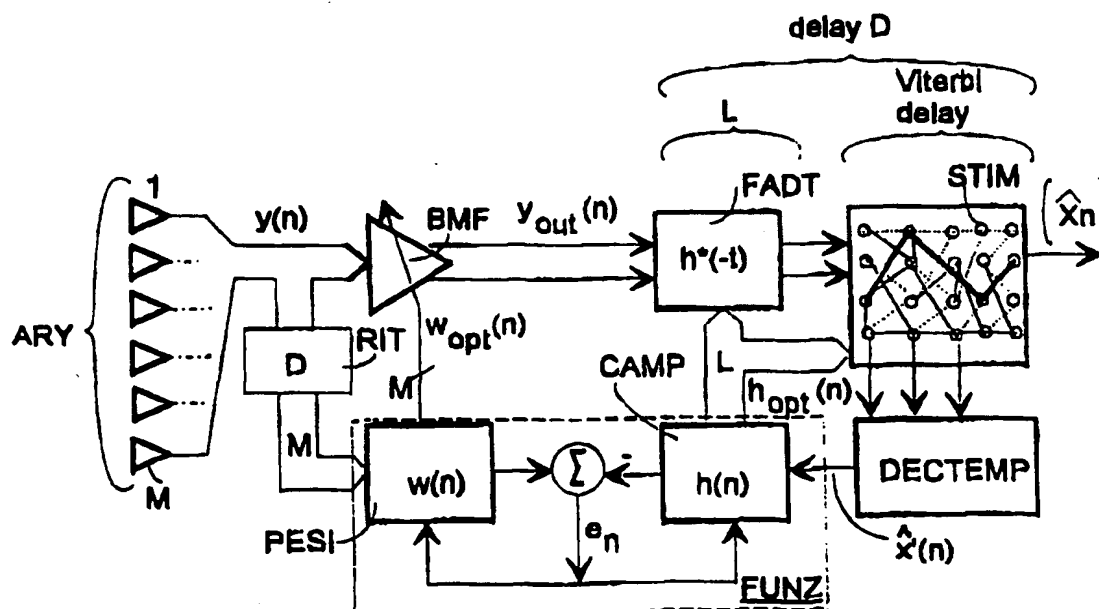 delay D
Viterbi
delay
L
1
FADT
STIM
x̂n
y(n)
BMF
y_out(n)
h*(-t)
ARY
w_opt(n)
RIT
D
M
CAMP
L
h_opt(n)
M
M
w(n)
Σ
-
h(n)
DECTEMP
PESI
e_n
x̂'(n)
FUNZ